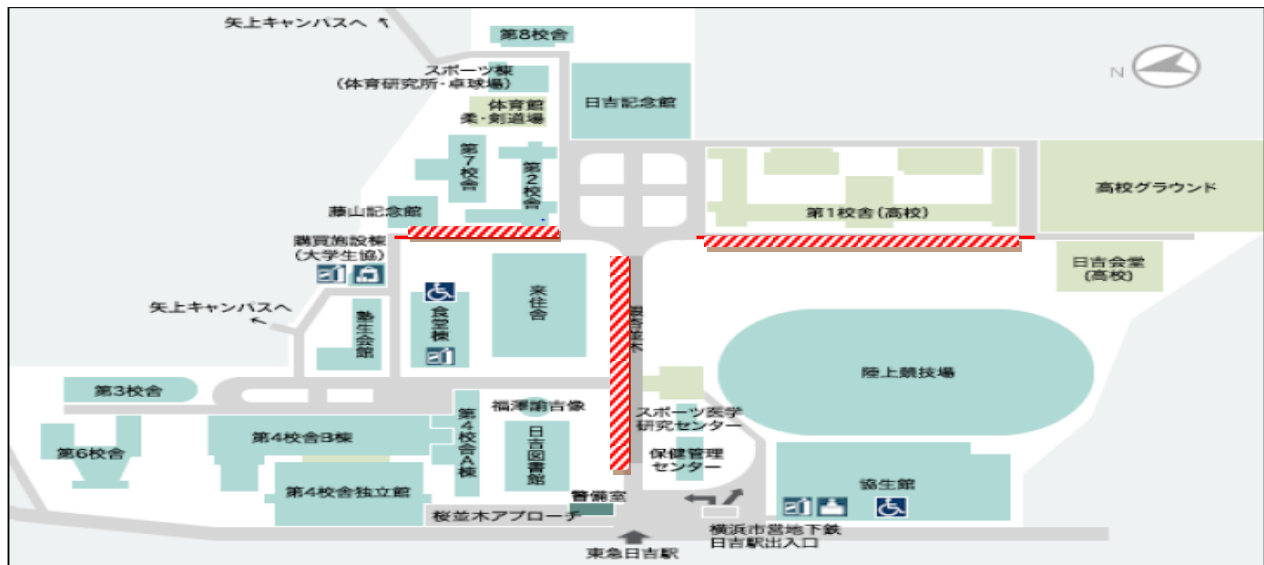 矢上キャンパスへ
第8校舎
スポーツ棟
(体育研究所・卓球場)
体育館
柔・剣道場
日吉記念館
N
第7校舎
第2校舎
藤山記念館
第1校舎(高校)
高校グラウンド
購買施設棟
(大学生協)
日吉会堂
(高校)
矢上キャンパスへ
塾生会館
食堂棟
来往舎
陸上競技場
第3校舎
福澤諭吉像
スポーツ医学
研究センター
第6校舎
第4校舎B棟
第4校舎A棟
日吉図書館
保健管理
センター
第4校舎独立館
協生館
警備室
桜並木アプローチ
横浜市営地下鉄
日吉駅出入口
東急日吉駅